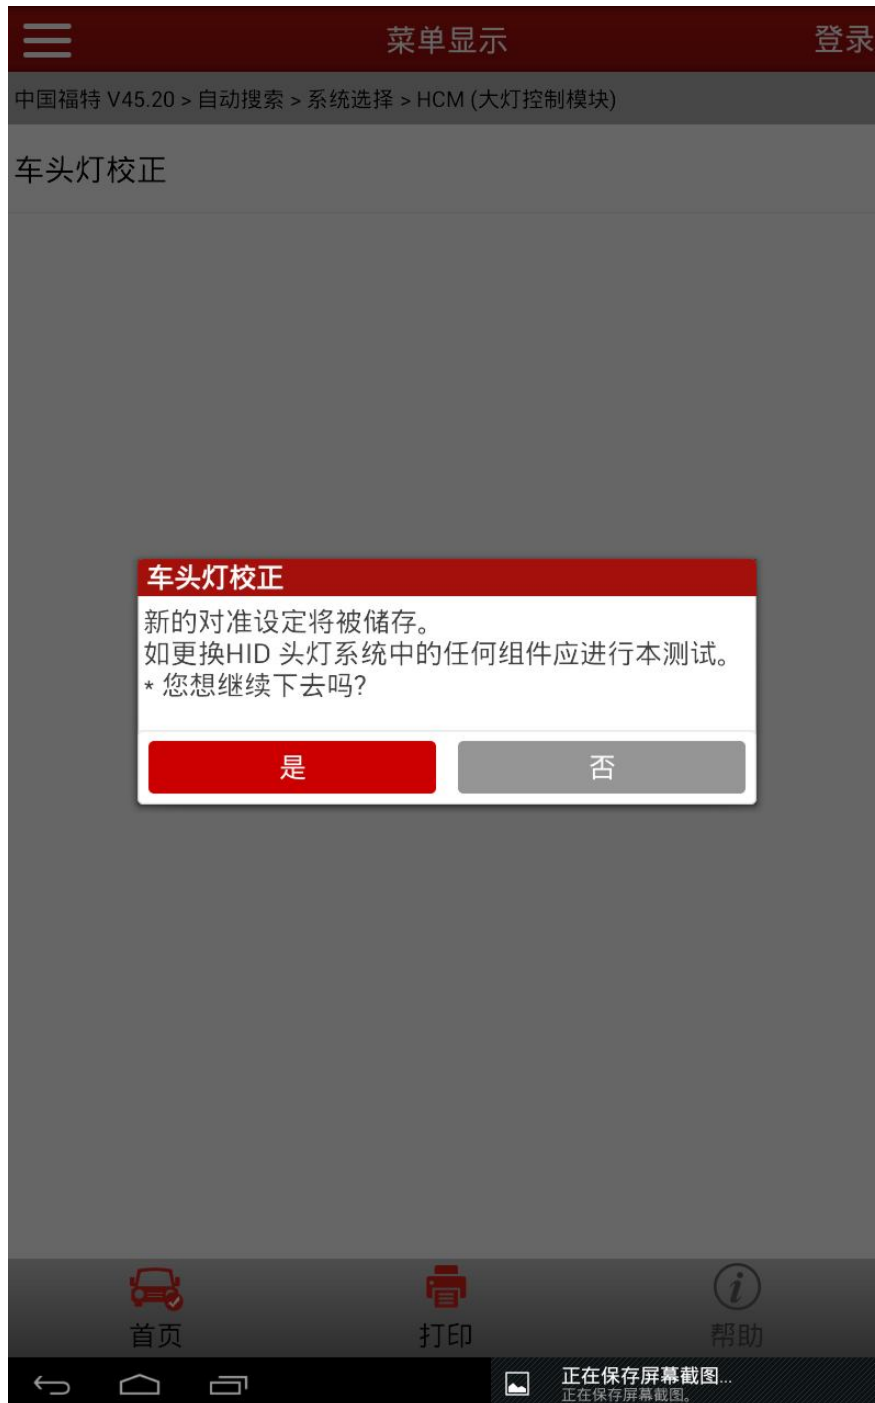 菜单显示
登录
中国福特 V45.20 > 自动搜索 > 系统选择 > HCM (大灯控制模块)
车头灯校正
车头灯校正
新的对准设定将被储存。
如更换HID 头灯系统中的任何组件应进行本测试。
* 您想继续下去吗?
是
否
首页
打印
帮助
正在保存屏幕截图...
正在保存屏幕截图。